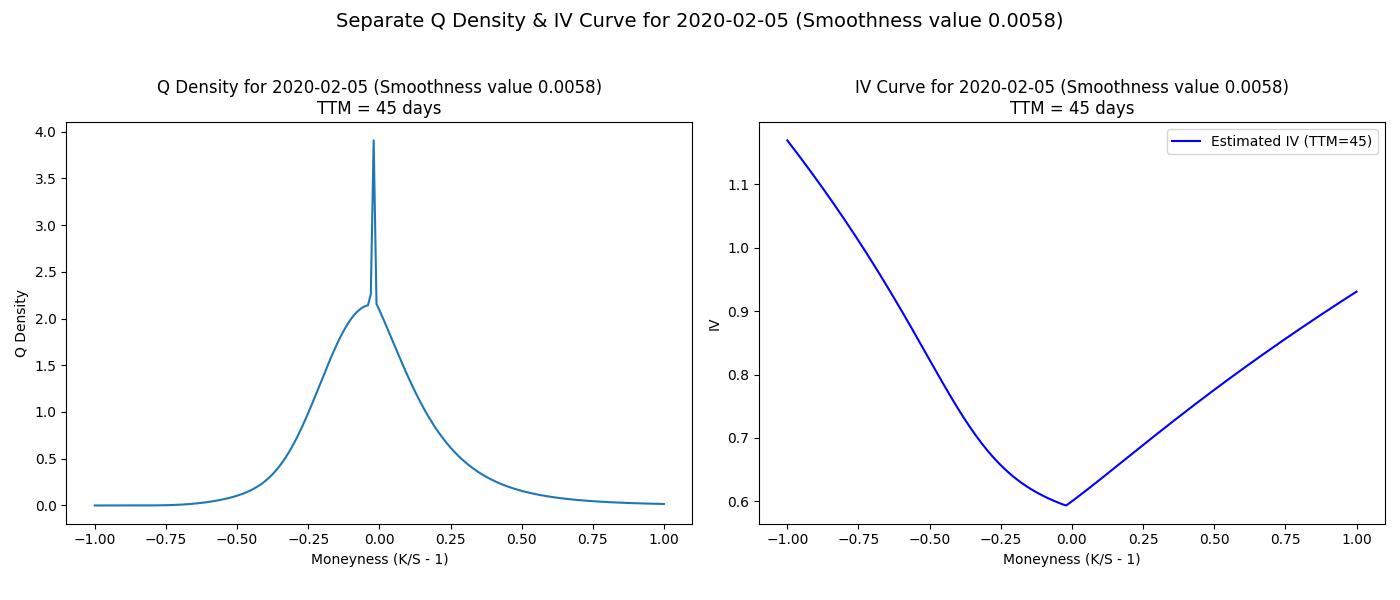 Separate Q Density & IV Curve for 2020-02-05 (Smoothness value 0.0058)
Q Density for 2020-02-05 (Smoothness value 0.0058)
TTM = 45 days
4.0
3.5
3.0
2.5
2.0
1.5
1.0
0.5
0.0
Q Density
−1.00 −0.75 −0.50 −0.25 0.00 0.25 0.50 0.75 1.00
Moneyness (K/S - 1)
IV Curve for 2020-02-05 (Smoothness value 0.0058)
TTM = 45 days
Estimated IV (TTM=45)
1.1
1.0
0.9
0.8
0.7
0.6
IV
−1.00 −0.75 −0.50 −0.25 0.00 0.25 0.50 0.75 1.00
Moneyness (K/S - 1)